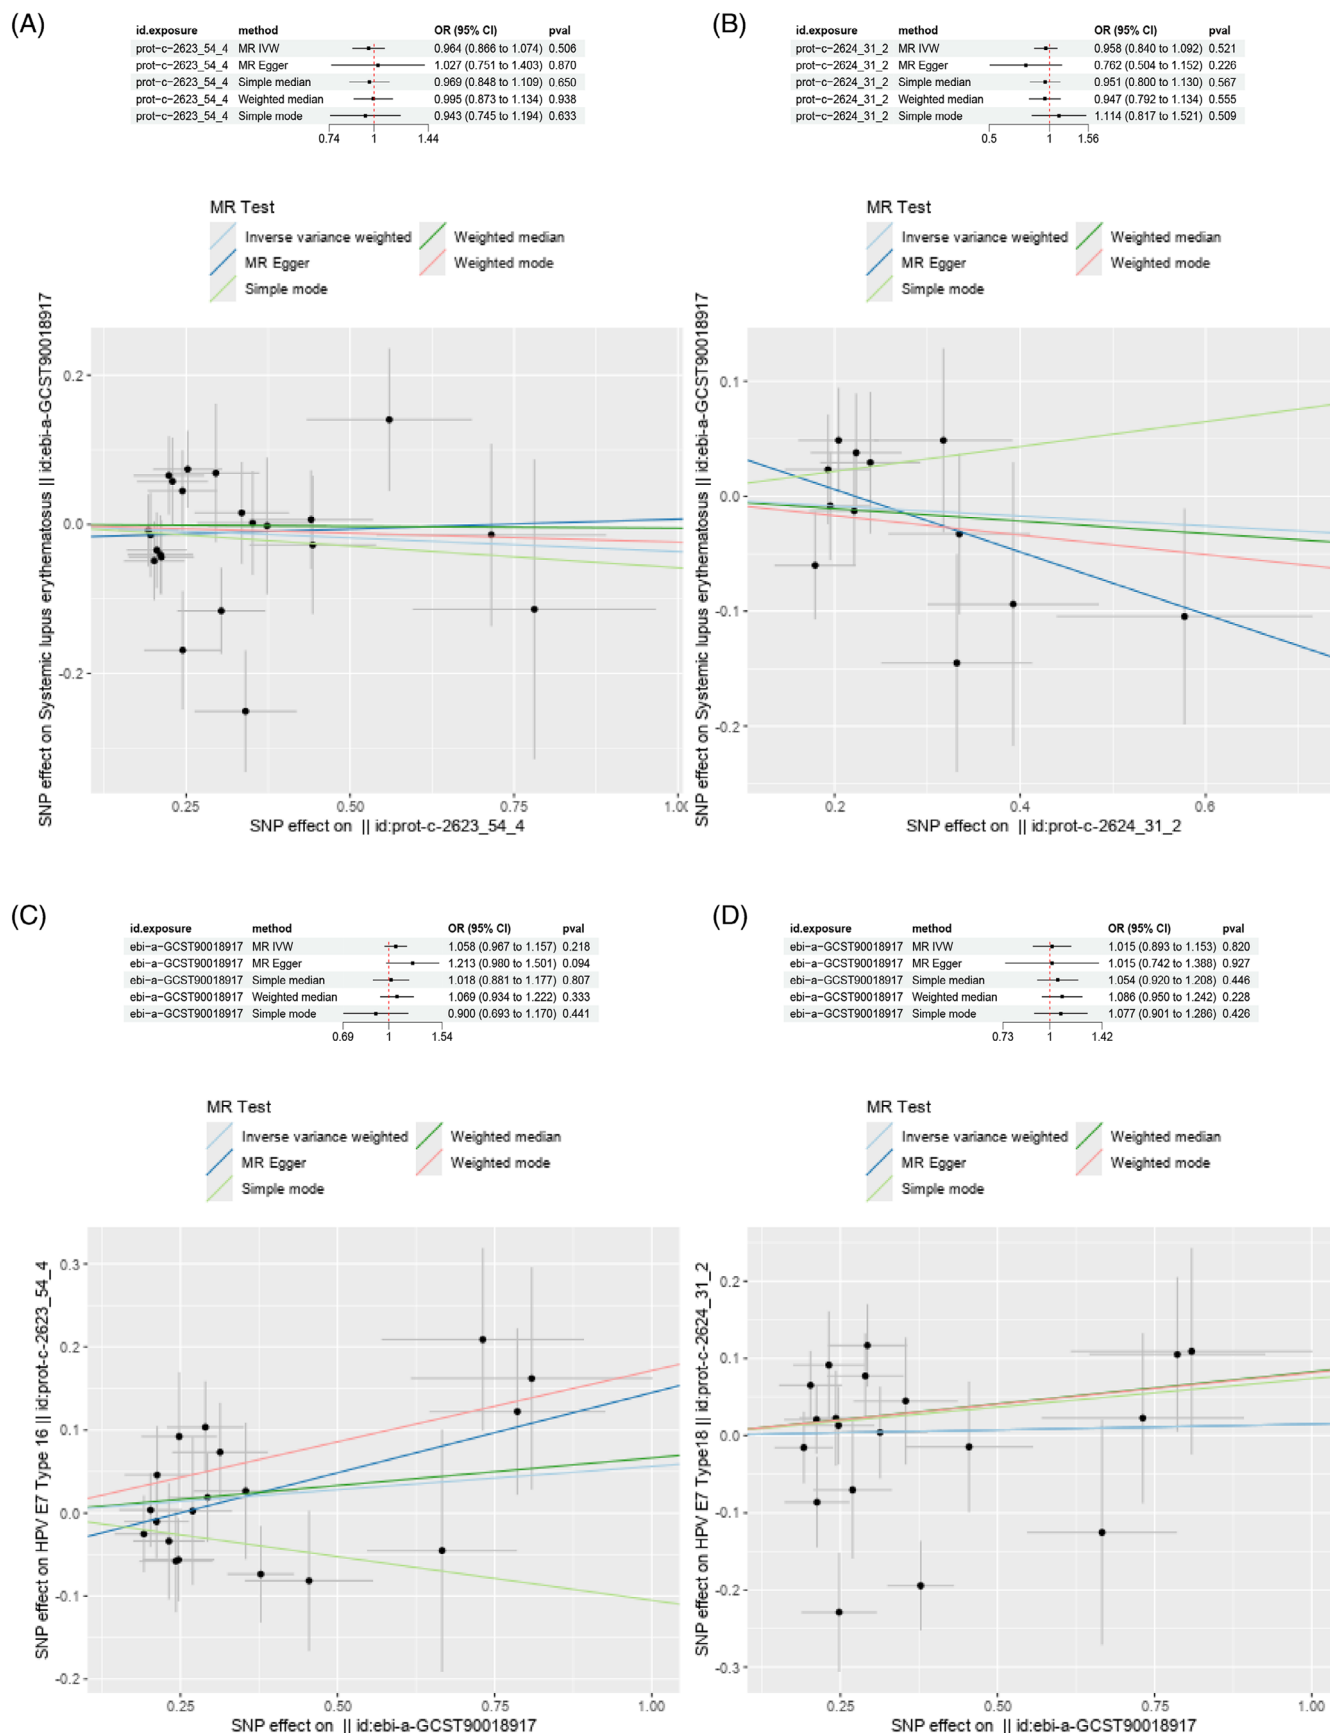 (A)
id.exposure method OR (95% CI) pval
prot-c-2623_54_4 MR IVW 0.964 (0.866 to 1.074) 0.506
prot-c-2623_54_4 MR Egger 1.027 (0.751 to 1.403) 0.870
prot-c-2623_54_4 Simple median 0.969 (0.848 to 1.109) 0.650
prot-c-2623_54_4 Weighted median 0.995 (0.873 to 1.134) 0.938
prot-c-2623_54_4 Simple mode 0.943 (0.745 to 1.194) 0.633
0.74 1 1.44
MR Test
Inverse variance weighted Weighted median
MR Egger Weighted mode
Simple mode
SNP effect on Systemic lupus erythematosus || id:ebi-a-GCST90018917
0.2
0.0
-0.2
0.25 0.50 0.75 1.00
SNP effect on || id:prot-c-2623_54_4
(B)
id.exposure method OR (95% CI) pval
prot-c-2624_31_2 MR IVW 0.958 (0.840 to 1.092) 0.521
prot-c-2624_31_2 MR Egger 0.762 (0.504 to 1.152) 0.226
prot-c-2624_31_2 Simple median 0.951 (0.800 to 1.130) 0.567
prot-c-2624_31_2 Weighted median 0.947 (0.792 to 1.134) 0.555
prot-c-2624_31_2 Simple mode 1.114 (0.817 to 1.521) 0.509
0.5 1 1.56
MR Test
Inverse variance weighted Weighted median
MR Egger Weighted mode
Simple mode
SNP effect on Systemic lupus erythematosus || id:ebi-a-GCST90018917
0.1
0.0
-0.1
-0.2
0.2 0.4 0.6
SNP effect on || id:prot-c-2624_31_2
(C)
id.exposure method OR (95% CI) pval
ebi-a-GCST90018917 MR IVW 1.058 (0.967 to 1.157) 0.218
ebi-a-GCST90018917 MR Egger 1.213 (0.980 to 1.501) 0.094
ebi-a-GCST90018917 Simple median 1.018 (0.881 to 1.177) 0.807
ebi-a-GCST90018917 Weighted median 1.069 (0.934 to 1.222) 0.333
ebi-a-GCST90018917 Simple mode 0.900 (0.693 to 1.170) 0.441
0.69 1 1.54
MR Test
Inverse variance weighted Weighted median
MR Egger Weighted mode
Simple mode
SNP effect on HPV E7 Type 16 || id:prot-c-2623_54_4
0.3
0.2
0.1
0.0
-0.1
-0.2
0.25 0.50 0.75 1.00
SNP effect on || id:ebi-a-GCST90018917
(D)
id.exposure method OR (95% CI) pval
ebi-a-GCST90018917 MR IVW 1.015 (0.893 to 1.153) 0.820
ebi-a-GCST90018917 MR Egger 1.015 (0.742 to 1.388) 0.927
ebi-a-GCST90018917 Simple median 1.054 (0.920 to 1.208) 0.446
ebi-a-GCST90018917 Weighted median 1.086 (0.950 to 1.242) 0.228
ebi-a-GCST90018917 Simple mode 1.077 (0.901 to 1.286) 0.426
0.73 1 1.42
MR Test
Inverse variance weighted Weighted median
MR Egger Weighted mode
Simple mode
SNP effect on HPV E7 Type18 || id:prot-c-2624_31_2
0.2
0.1
0.0
-0.1
-0.2
-0.3
0.25 0.50 0.75 1.00
SNP effect on || id:ebi-a-GCST90018917